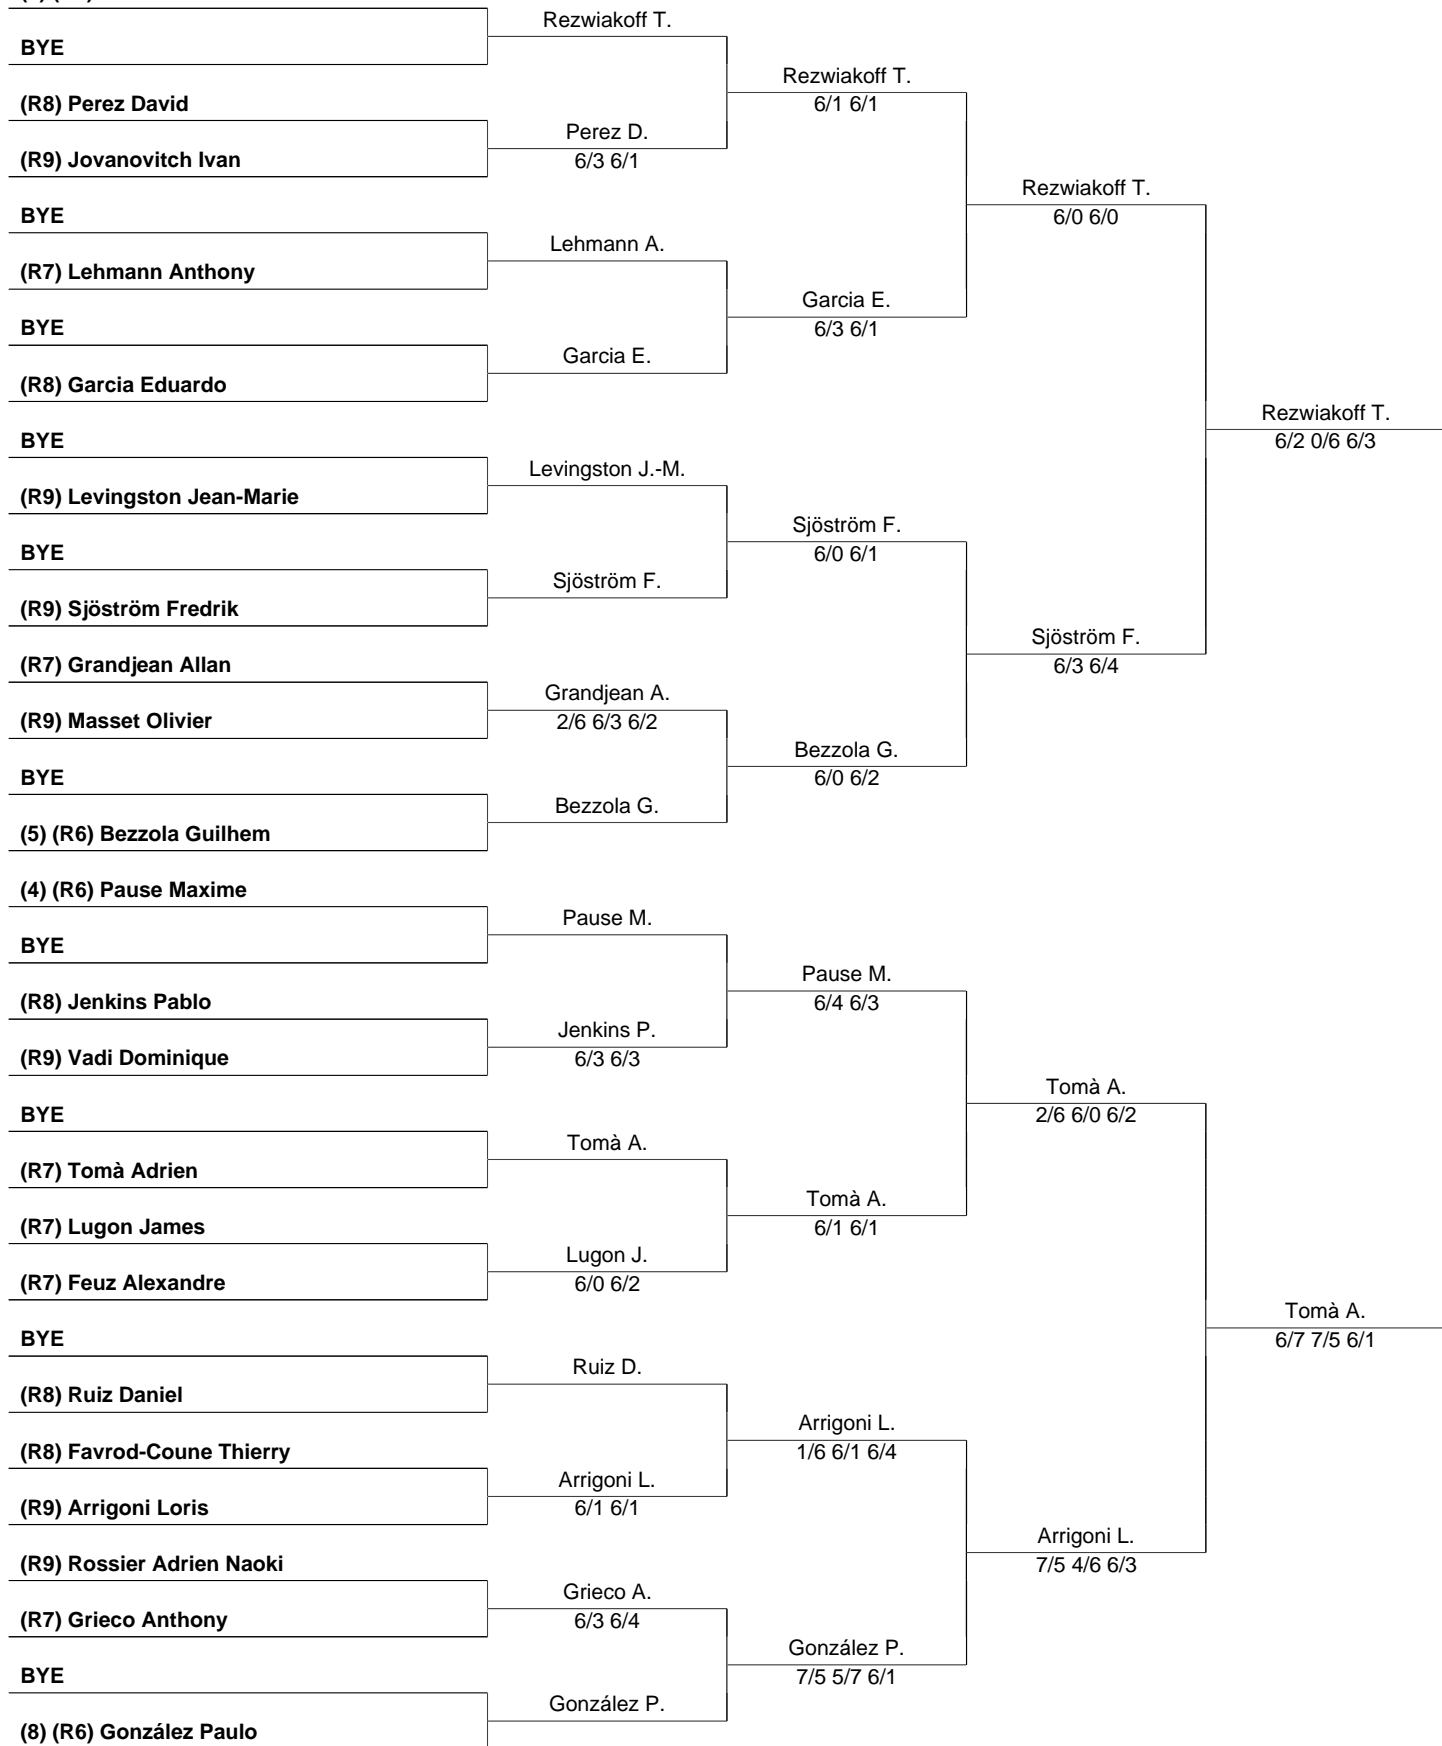 BYE
(R8) Perez David
(R9) Jovanovitch Ivan
BYE
(R7) Lehmann Anthony
BYE
(R8) Garcia Eduardo
BYE
(R9) Levingston Jean-Marie
BYE
(R9) Sjöström Fredrik
(R7) Grandjean Allan
(R9) Masset Olivier
BYE
(5) (R6) Bezzola Guilhem
(4) (R6) Pause Maxime
BYE
(R8) Jenkins Pablo
(R9) Vadi Dominique
BYE
(R7) Tomà Adrien
(R7) Lugon James
(R7) Feuz Alexandre
BYE
(R8) Ruiz Daniel
(R8) Favrod-Coune Thierry
(R9) Arrigoni Loris
(R9) Rossier Adrien Naoki
(R7) Grieco Anthony
BYE
(8) (R6) González Paulo
Rezwiakoff T.
Perez D.
6/3 6/1
Lehmann A.
Garcia E.
Levingston J.-M.
Sjöström F.
Grandjean A.
2/6 6/3 6/2
Bezzola G.
Pause M.
Jenkins P.
6/3 6/3
Tomà A.
Lugon J.
6/0 6/2
Ruiz D.
Arrigoni L.
6/1 6/1
Grieco A.
6/3 6/4
González P.
Rezwiakoff T.
6/1 6/1
Garcia E.
6/3 6/1
Sjöström F.
6/0 6/1
Bezzola G.
6/0 6/2
Pause M.
6/4 6/3
Tomà A.
6/1 6/1
Arrigoni L.
1/6 6/1 6/4
González P.
7/5 5/7 6/1
Rezwiakoff T.
6/0 6/0
Sjöström F.
6/3 6/4
Tomà A.
2/6 6/0 6/2
Arrigoni L.
7/5 4/6 6/3
Rezwiakoff T.
6/2 0/6 6/3
Tomà A.
6/7 7/5 6/1